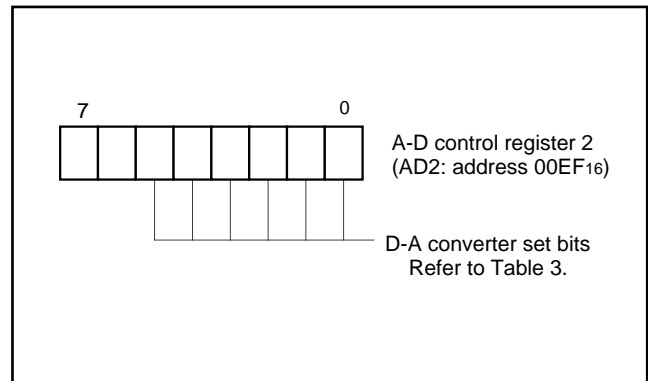 7 0
A-D control register 2
(AD2: address 00EF16)
D-A converter set bits
Refer to Table 3.